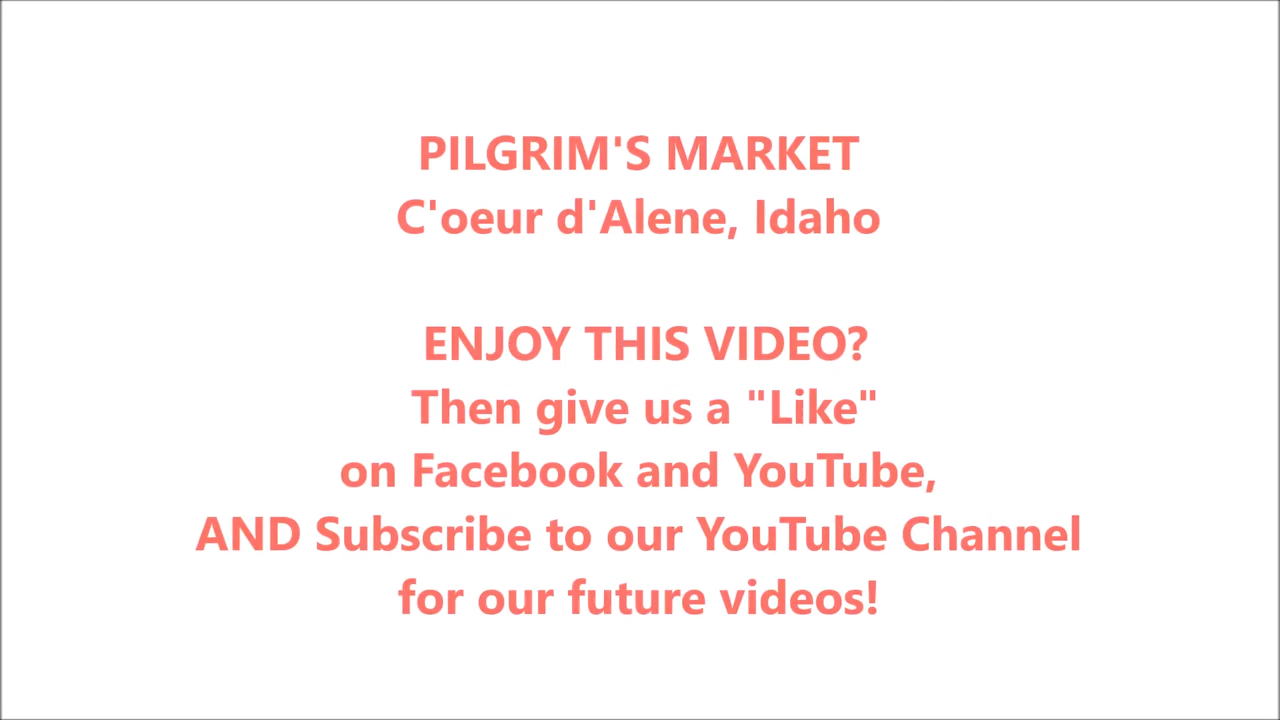 PILGRIM'S MARKET
C'oeur d'Alene, Idaho
ENJOY THIS VIDEO?
Then give us a "Like"
on Facebook and YouTube,
AND Subscribe to our YouTube Channel
for our future videos!